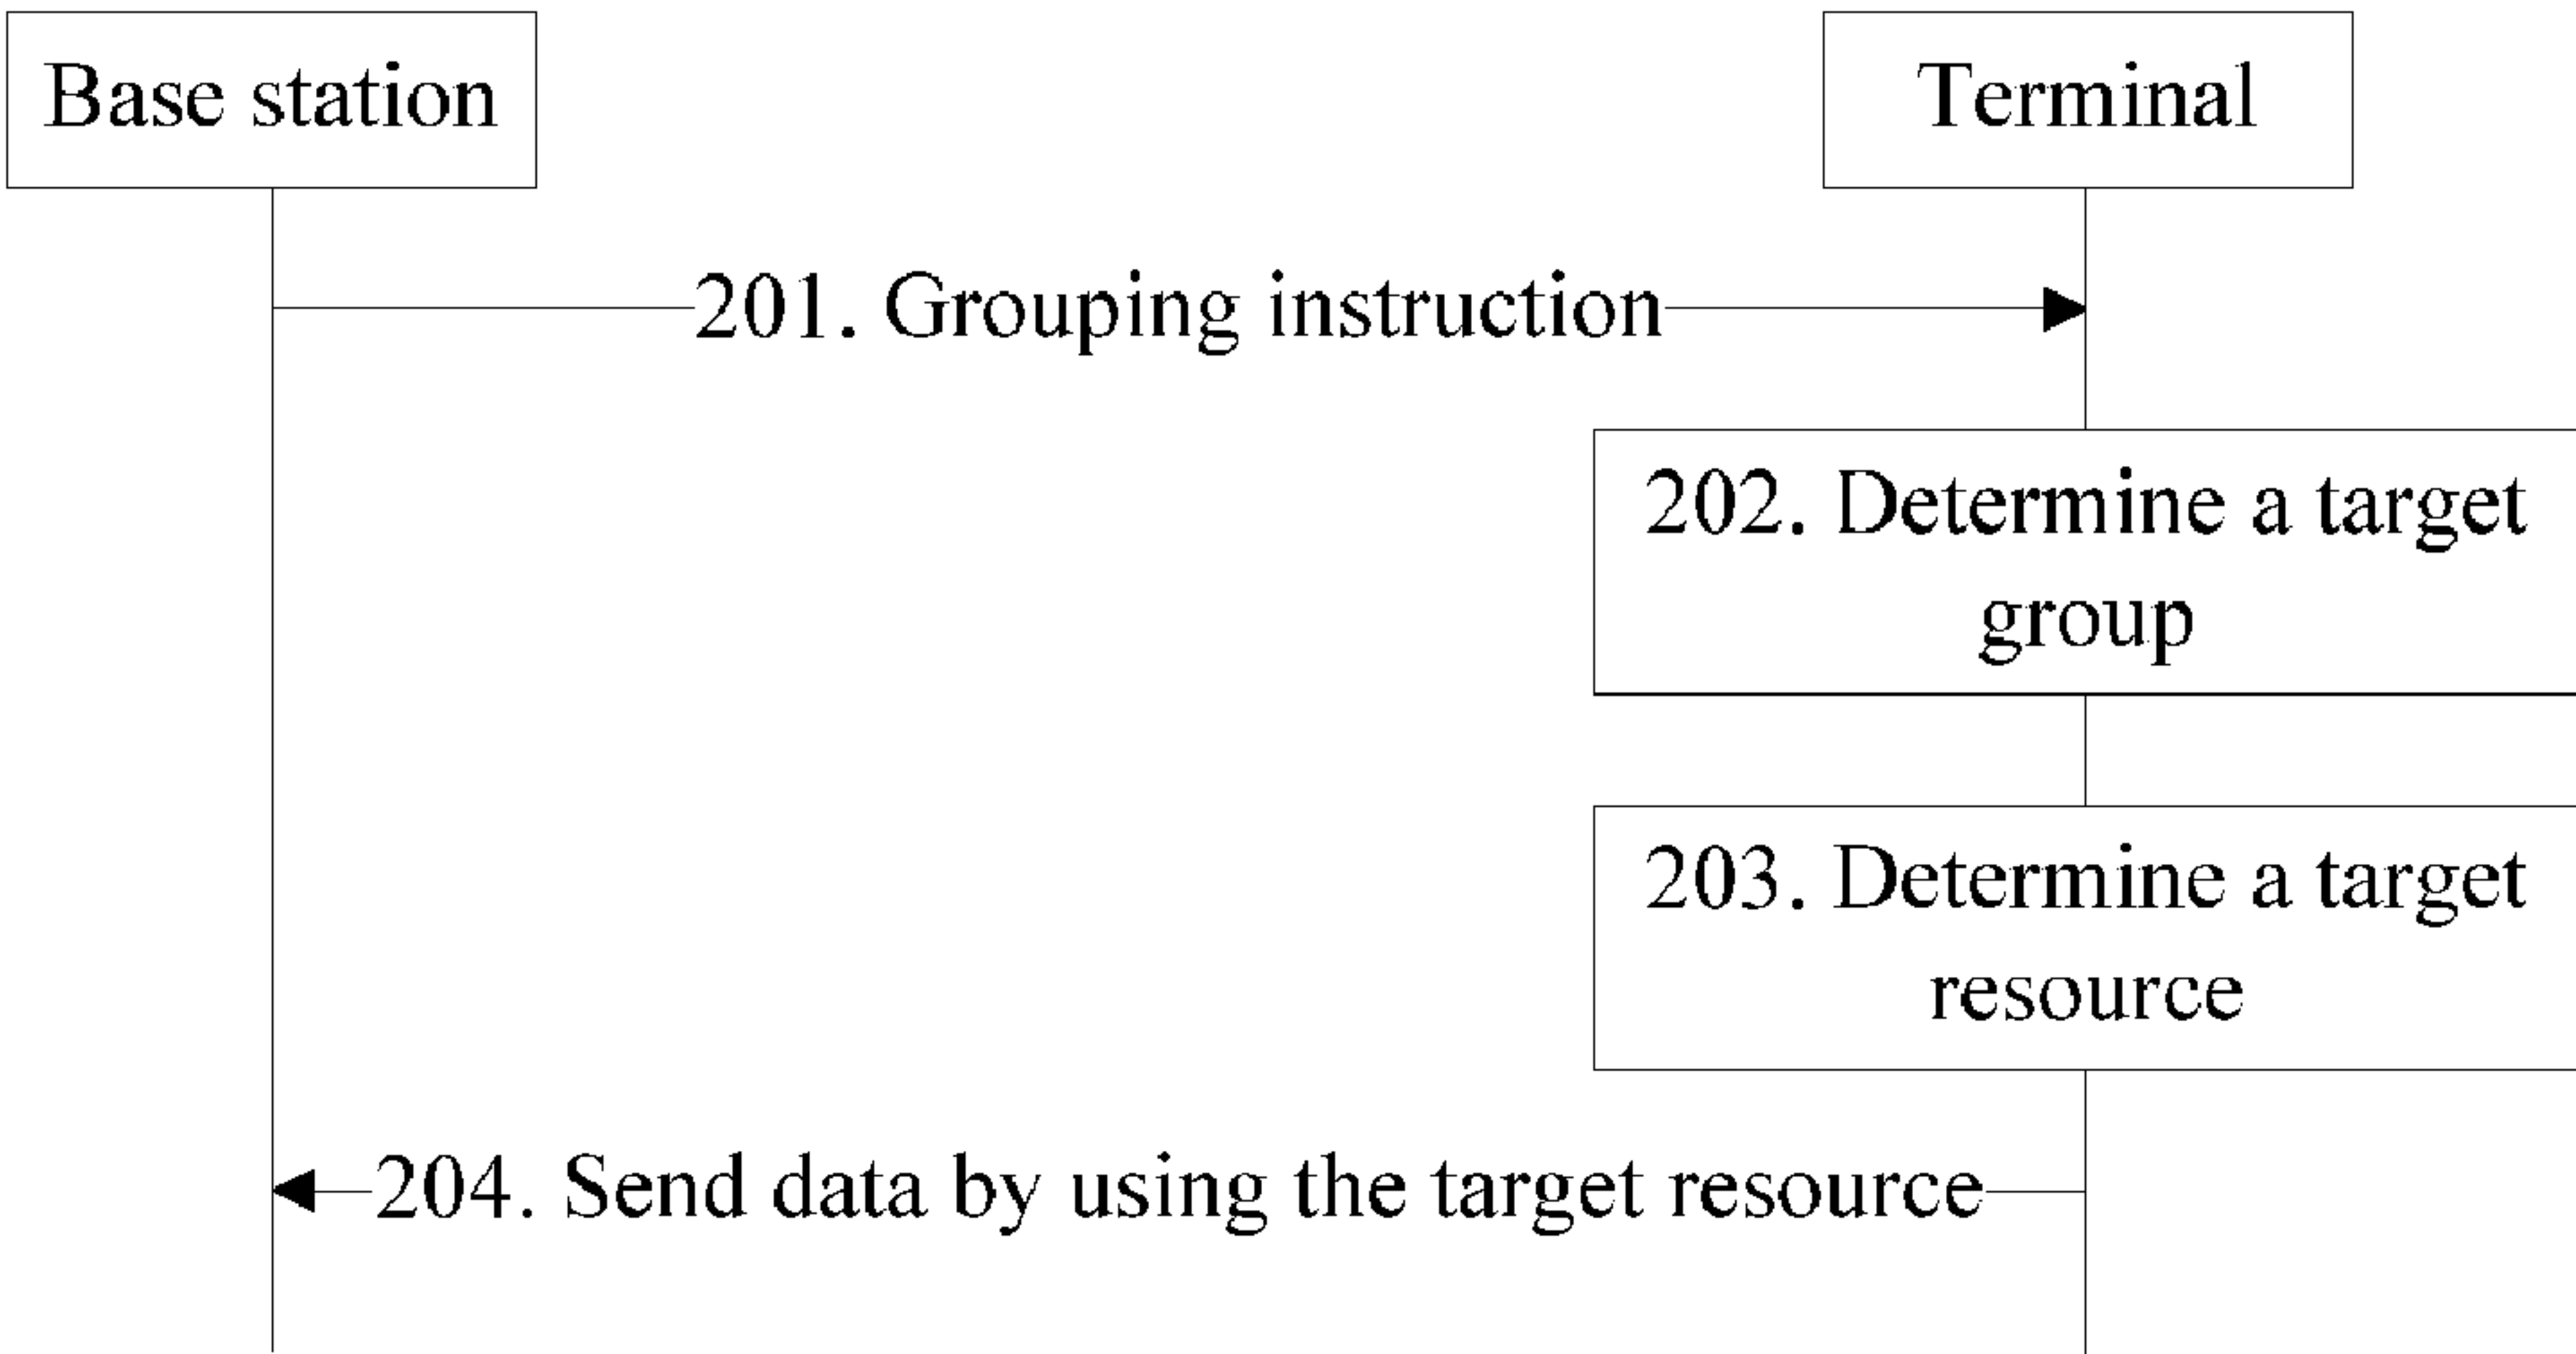 Base station
Terminal
201. Grouping instruction
202. Determine a target
group
203. Determine a target
resource
204. Send data by using the target resource